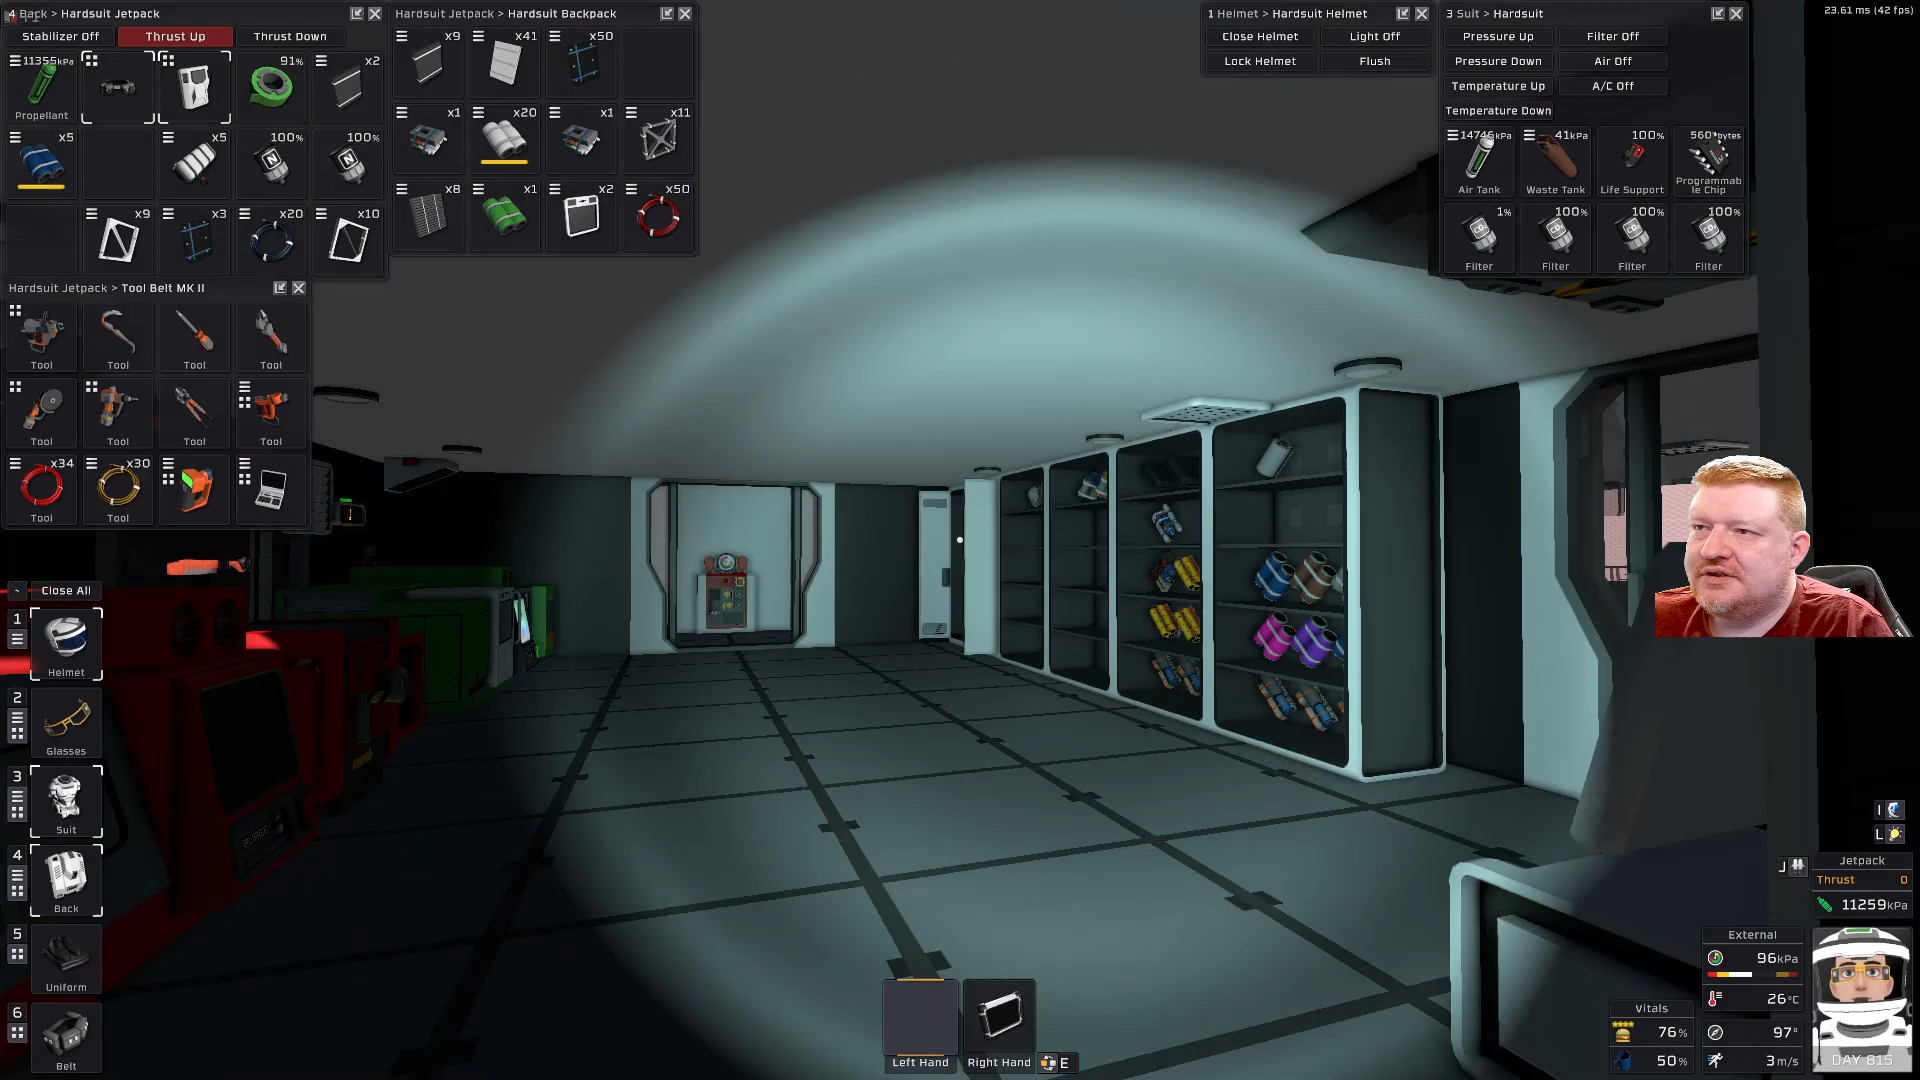 4 Back > Hardsuit Jetpack
Stabilizer Off
Thrust Up
Thrust Down
11355kPa
Propellant
91%
x2
x5
x5
100%
100%
x9
x3
x20
x10
Hardsuit Jetpack > Hardsuit Backpack
x9
x41
x50
x1
x20
x1
x11
x8
x1
x2
x50
Hardsuit Jetpack > Tool Belt MK II
Tool
Tool
Tool
Tool
Tool
Tool
Tool
Tool
x34
Tool
x30
Tool
1 Helmet > Hardsuit Helmet
Close Helmet
Light Off
Lock Helmet
Flush
3 Suit > Hardsuit
Pressure Up
Filter Off
Pressure Down
Air Off
Temperature Up
A/C Off
Temperature Down
14746kPa
Air Tank
41kPa
Waste Tank
100%
Life Support
560 bytes
Programmab
le Chip
1%
Filter
100%
Filter
100%
Filter
100%
Filter
23.61 ms (42 fps)
~
Close All
1
Helmet
2
Glasses
3
Suit
4
Back
5
Uniform
6
Belt
PURGE
Left Hand
Right Hand
E
I
L
J
Jetpack
Thrust 0
11259kPa
External
96kPa
26°C
97°
3m/s
Vitals
76%
50%
DAY 815